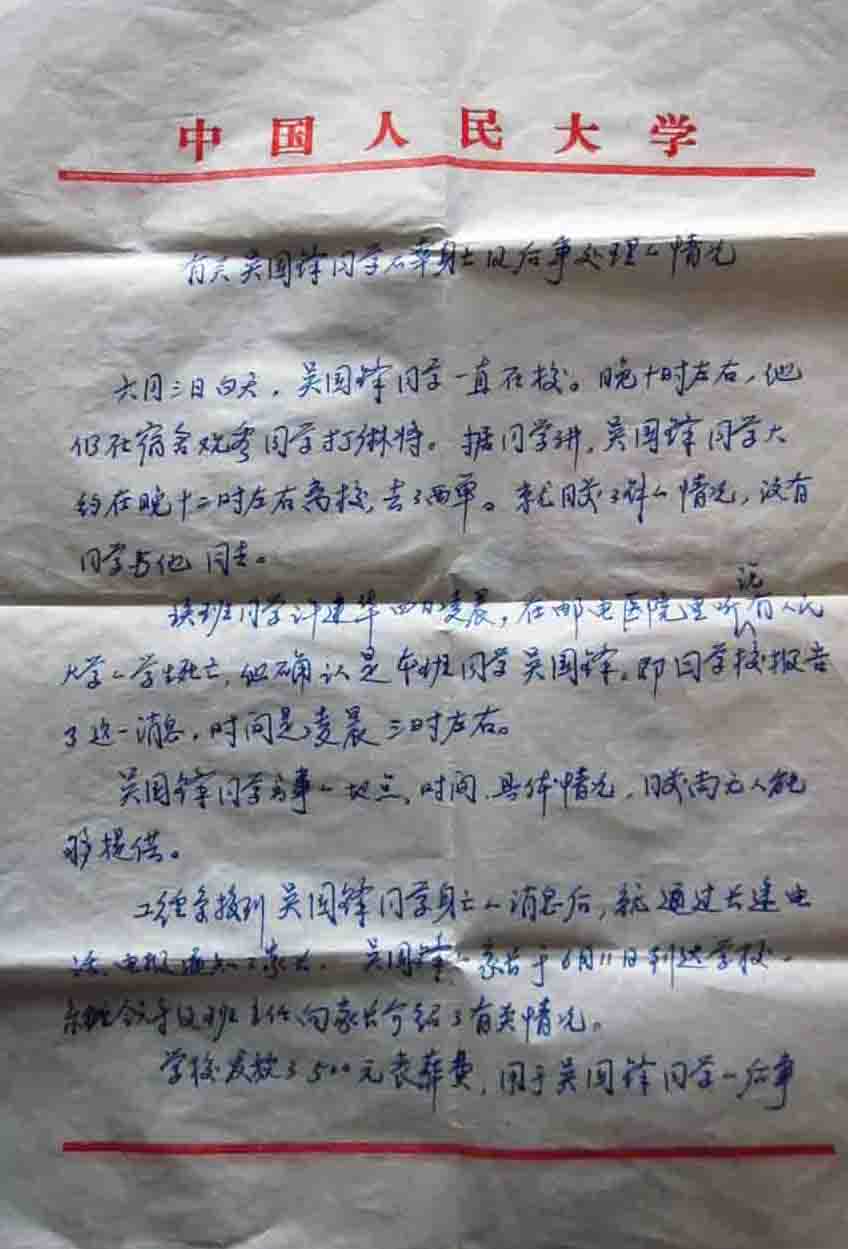 中国人民大学
有关吴国锋同学不幸身亡及后事处理的情况
六月三日白天，吴国锋同学一直在校。晚十时左右，他
仍在宿舍观看同学打麻将。据同学讲，吴国锋同学大
约在晚十二时左右离校，去了西单。就目前了解的情况，没有
同学与他同去。
该班同学许建华四日凌晨，在邮电医院里听说有人民
大学的学生死亡，经确认是本班同学吴国锋。即回学校报告
了这一消息，时间是凌晨三时左右。
吴国锋同学出事的地点、时间、具体情况，目前尚无人能
够提供。
工经系接到吴国锋同学身亡的消息后，就通过长途电
话、电报通知了家长。吴国锋的家长于6月11日到达学校。
系领导及班主任向家长介绍了有关情况。
学校发放了500元丧葬费，用于吴国锋同学的后事